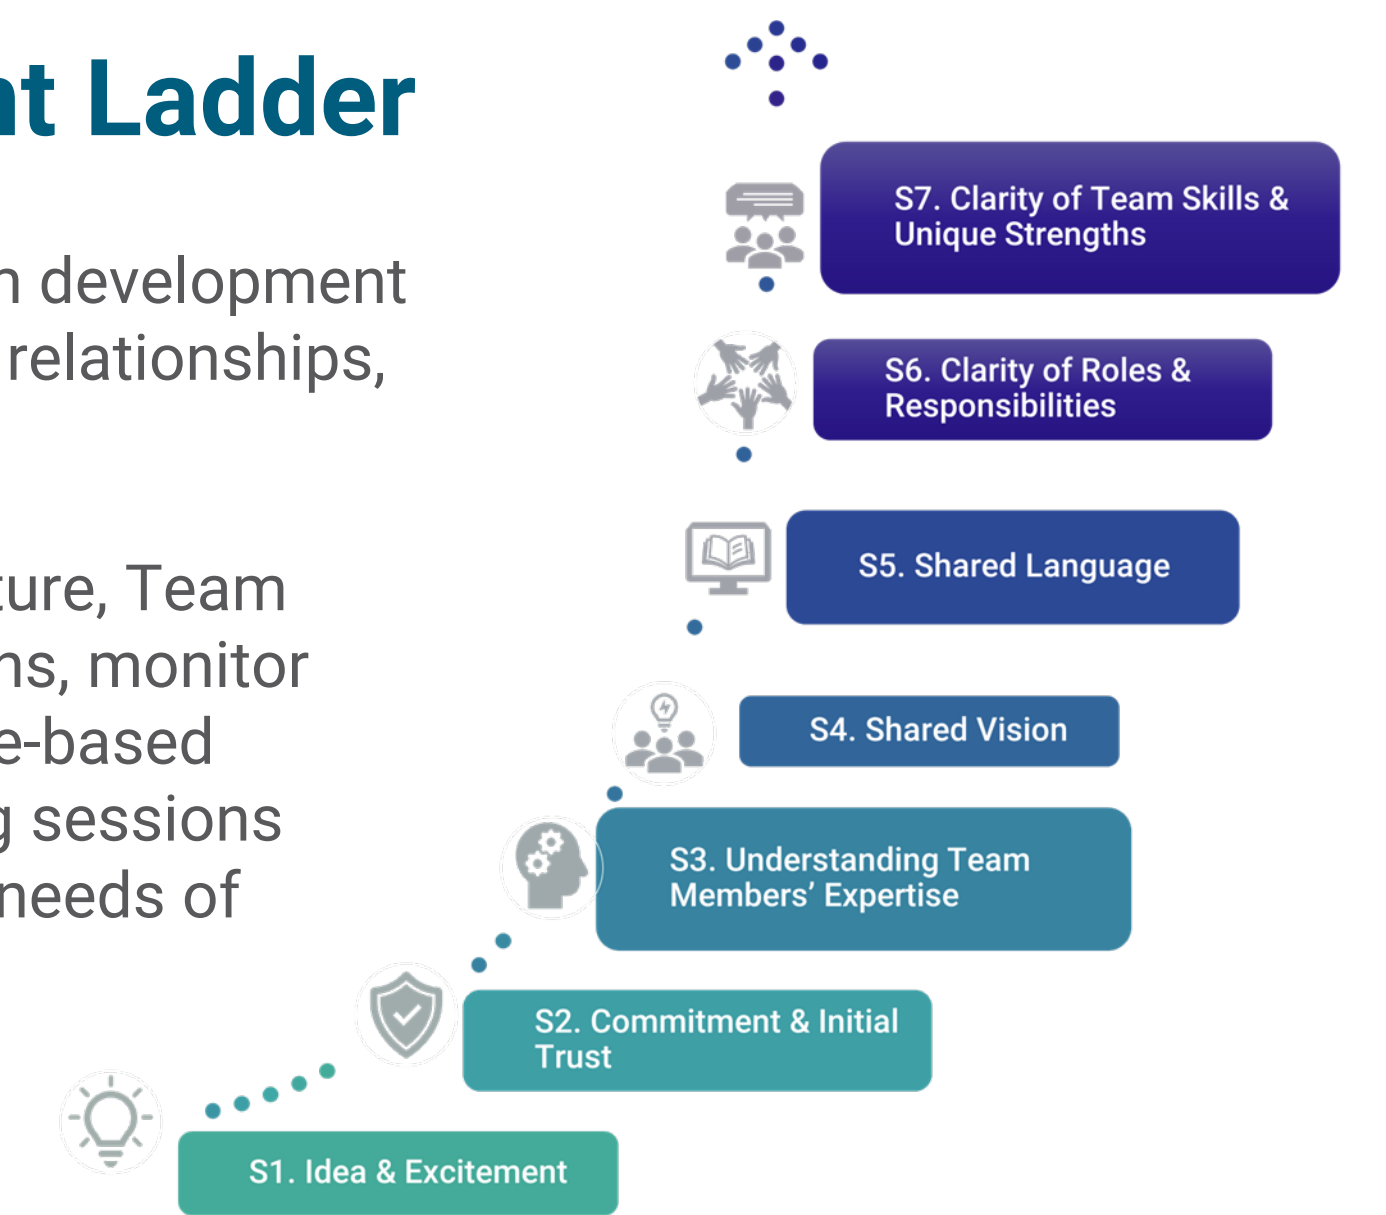 nt Ladder
n development
relationships,
ture, Team
ns, monitor
e-based
g sessions
needs of
S7. Clarity of Team Skills &
Unique Strengths
S6. Clarity of Roles &
Responsibilities
S5. Shared Language
S4. Shared Vision
S3. Understanding Team
Members’ Expertise
S2. Commitment & Initial
Trust
S1. Idea & Excitement